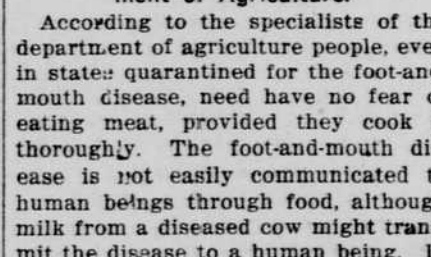 ment of Agriculture.
According to the specialists of th
department of agriculture people, eve
in states quarantined for the foot-and
mouth disease, need have no fear o
eating meat, provided they cook
thoroughly. The foot-and-mouth di
ease is not easily communicated t
human beings through food, althoug
milk from a diseased cow might tran
mit the disease to a human being.